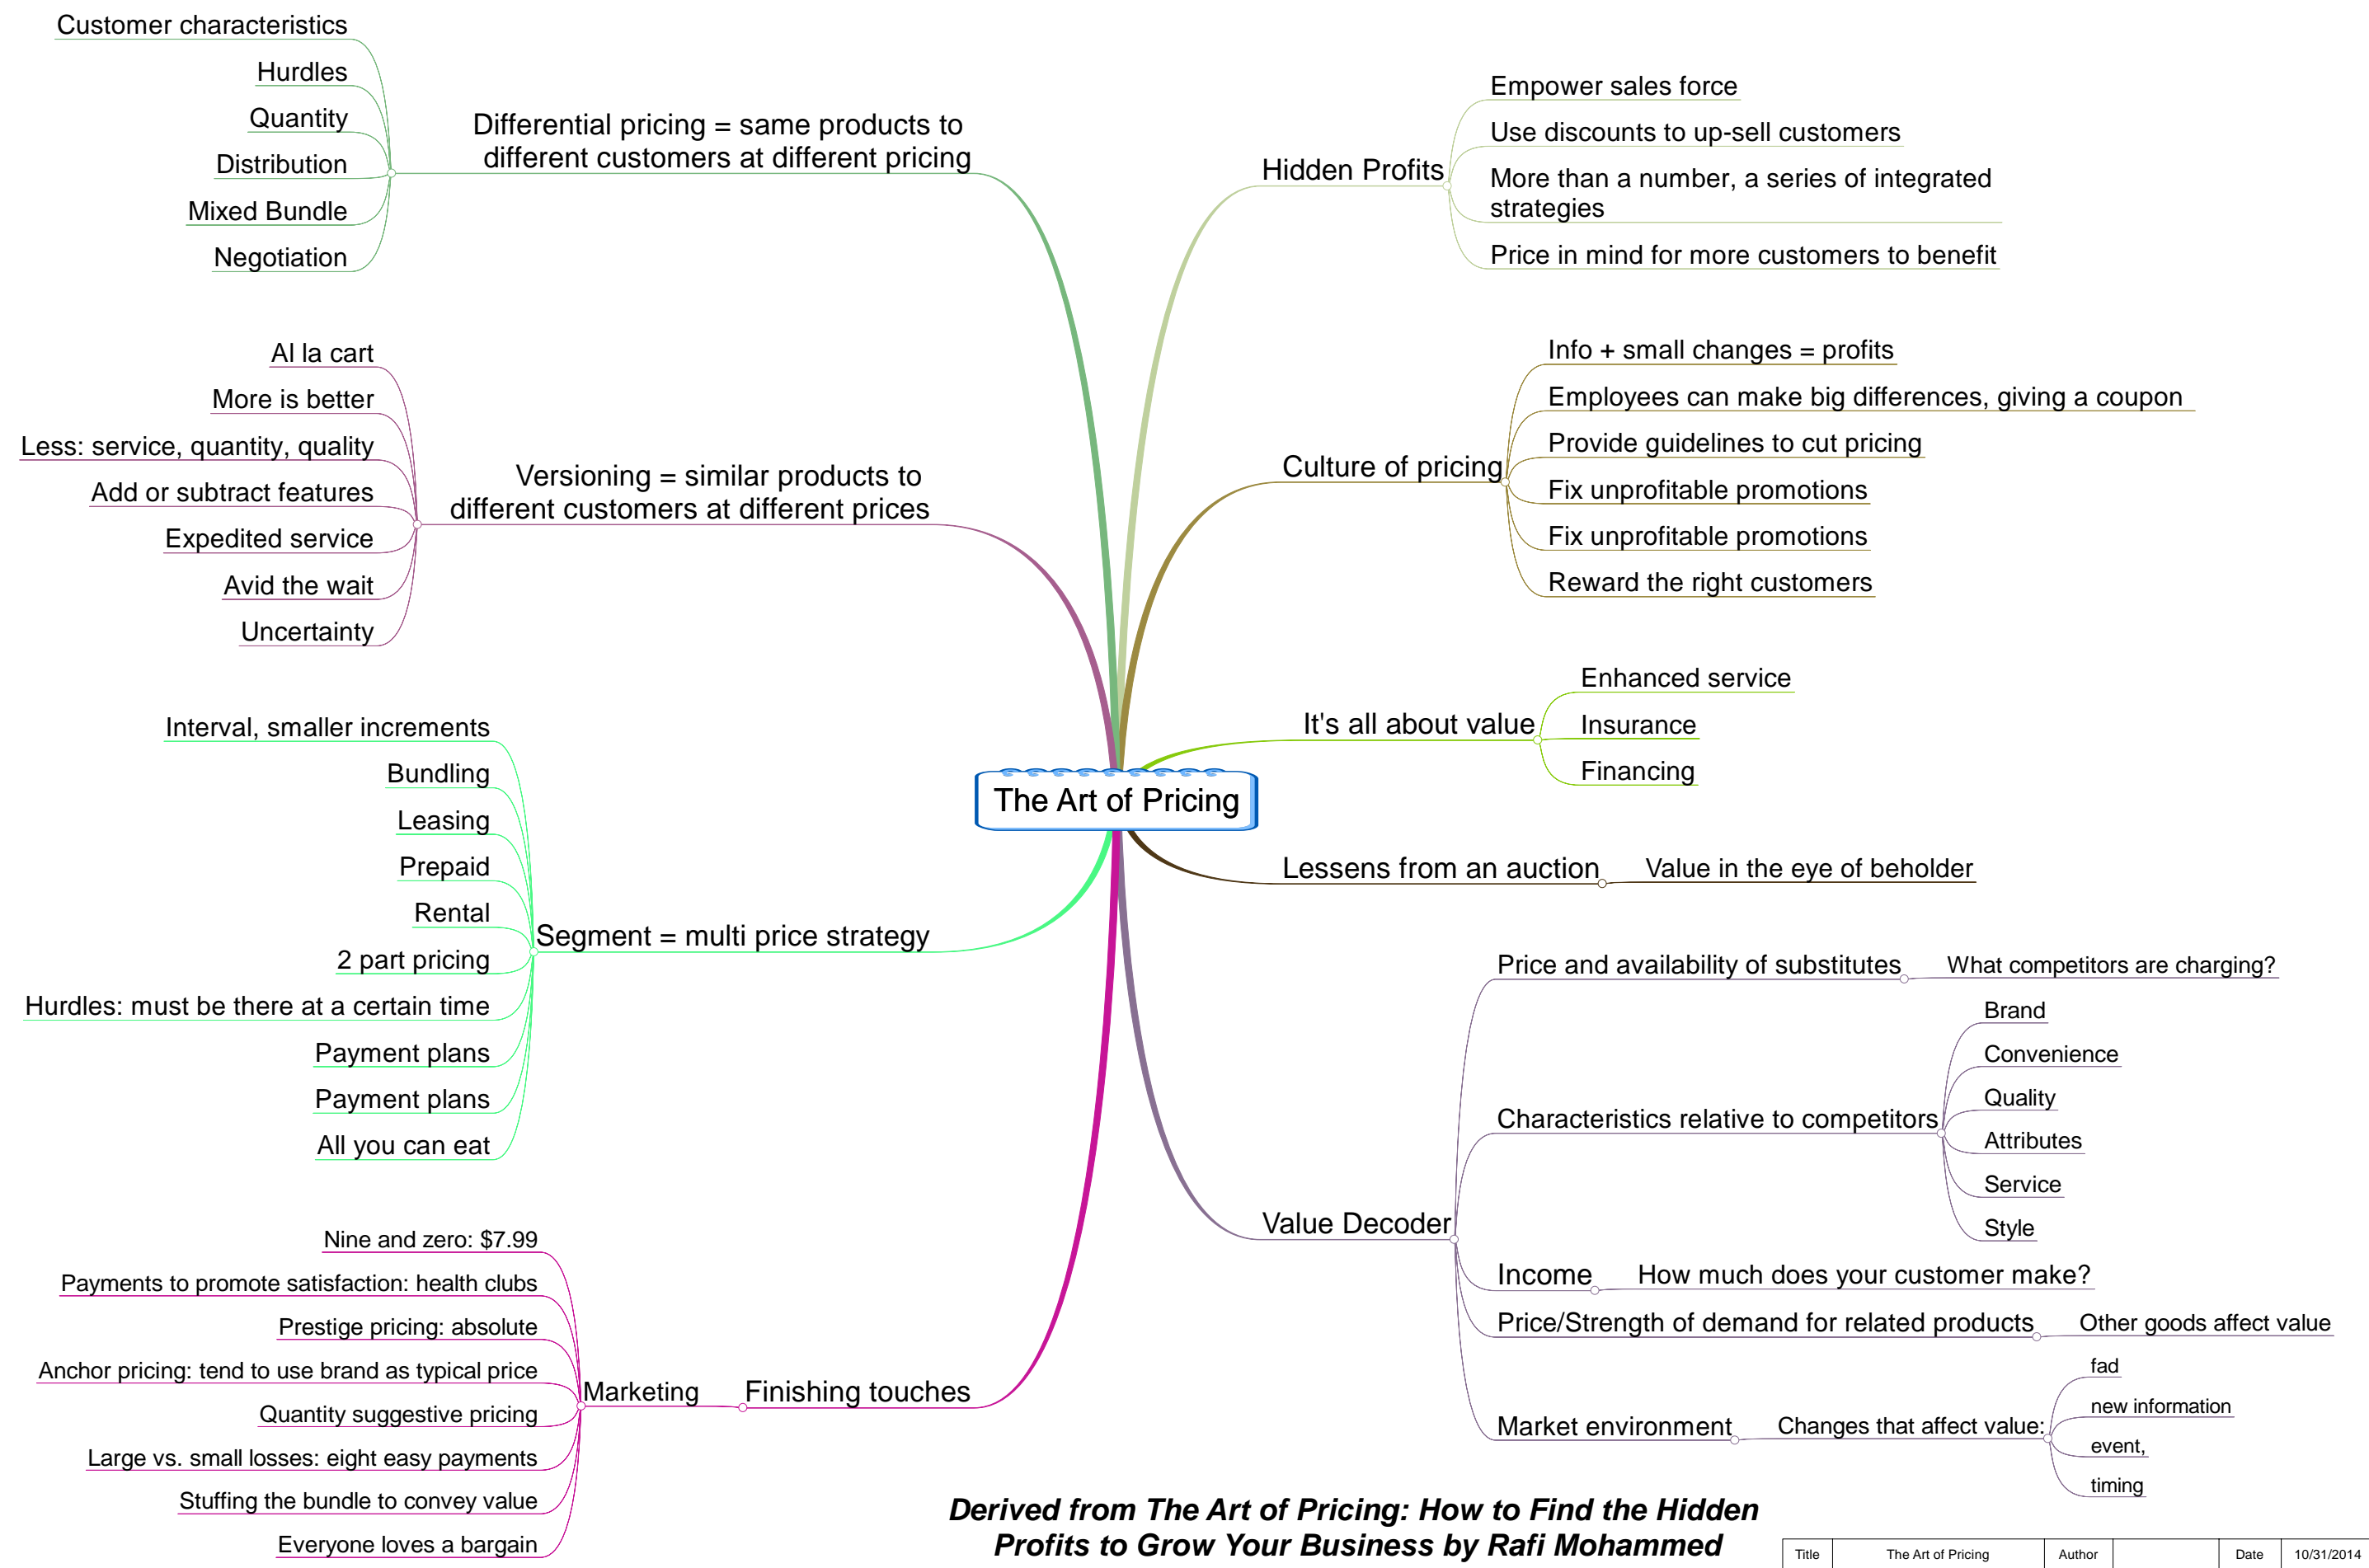 Customer characteristics
Hurdles
Quantity
Distribution
Mixed Bundle
Negotiation
Differential pricing = same products to
different customers at different pricing
Al la cart
More is better
Less: service, quantity, quality
Add or subtract features
Expedited service
Avid the wait
Uncertainty
Versioning = similar products to
different customers at different prices
Interval, smaller increments
Bundling
Leasing
Prepaid
Rental
2 part pricing
Hurdles: must be there at a certain time
Payment plans
Payment plans
All you can eat
Segment = multi price strategy
Nine and zero: $7.99
Payments to promote satisfaction: health clubs
Prestige pricing: absolute
Anchor pricing: tend to use brand as typical price
Quantity suggestive pricing
Large vs. small losses: eight easy payments
Stuffing the bundle to convey value
Everyone loves a bargain
Marketing
Finishing touches
The Art of Pricing
Hidden Profits
Empower sales force
Use discounts to up-sell customers
More than a number, a series of integrated
strategies
Price in mind for more customers to benefit
Culture of pricing
Info + small changes = profits
Employees can make big differences, giving a coupon
Provide guidelines to cut pricing
Fix unprofitable promotions
Fix unprofitable promotions
Reward the right customers
It's all about value
Enhanced service
Insurance
Financing
Lessens from an auction
Value in the eye of beholder
Value Decoder
Price and availability of substitutes
What competitors are charging?
Characteristics relative to competitors
Brand
Convenience
Quality
Attributes
Service
Style
Income
How much does your customer make?
Price/Strength of demand for related products
Other goods affect value
Market environment
Changes that affect value:
fad
new information
event,
timing
Derived from The Art of Pricing: How to Find the Hidden
Profits to Grow Your Business by Rafi Mohammed
Title The Art of Pricing Author Date 10/31/2014